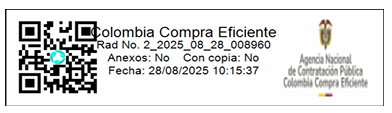 Colombia Compra Eficiente
Rad No. 2_2025_08_28_008960
Anexos: No Con copia: No
Fecha: 28/08/2025 10:15:37
Agencia Nacional
de Contratación Pública
Colombia Compra Eficiente